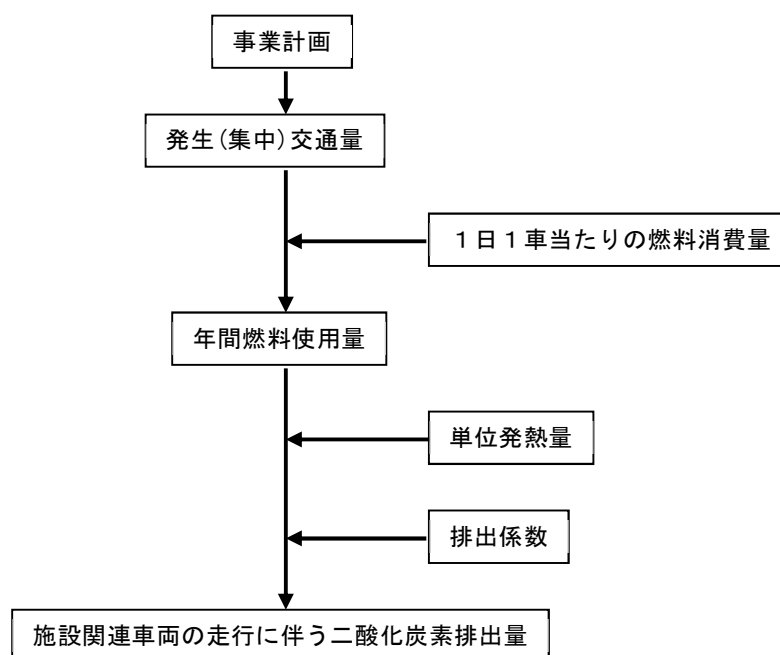 事業計画
発生(集中)交通量
１日１車当たりの燃料消費量
年間燃料使用量
単位発熱量
排出係数
施設関連車両の走行に伴う二酸化炭素排出量